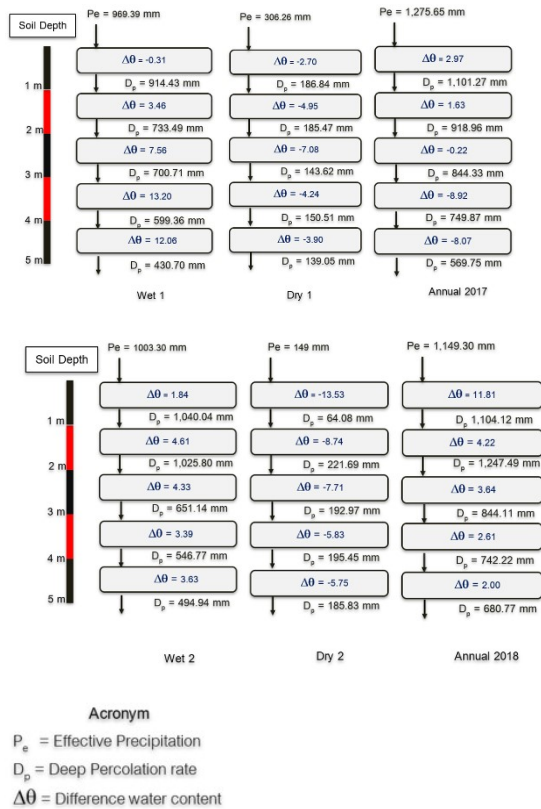 Soil Depth
1 m
2 m
3 m
4 m
5 m
Pe = 969.39 mm
Δθ = -0.31
Dp = 914.43 mm
Δθ = 3.46
Dp = 733.49 mm
Δθ = 7.56
Dp = 700.71 mm
Δθ = 13.20
Dp = 599.36 mm
Δθ = 12.06
Dp = 430.70 mm
Wet 1
Pe = 306.26 mm
Δθ = -2.70
Dp = 186.84 mm
Δθ = -4.95
Dp = 185.47 mm
Δθ = -7.08
Dp = 143.62 mm
Δθ = -4.24
Dp = 150.51 mm
Δθ = -3.90
Dp = 139.05 mm
Dry 1
Pe = 1,275.65 mm
Δθ = 2.97
Dp = 1,101.27 mm
Δθ = 1.63
Dp = 918.96 mm
Δθ = -0.22
Dp = 844.33 mm
Δθ = -8.92
Dp = 749.87 mm
Δθ = -8.07
Dp = 569.75 mm
Annual 2017
Soil Depth
1 m
2 m
3 m
4 m
5 m
Pe = 1003.30 mm
Δθ = 1.84
Dp = 1,040.04 mm
Δθ = 4.61
Dp = 1,025.80 mm
Δθ = 4.33
Dp = 651.14 mm
Δθ = 3.39
Dp = 546.77 mm
Δθ = 3.63
Dp = 494.94 mm
Wet 2
Pe = 149 mm
Δθ = -13.53
Dp = 64.08 mm
Δθ = -8.74
Dp = 221.69 mm
Δθ = -7.71
Dp = 192.97 mm
Δθ = -5.83
Dp = 195.45 mm
Δθ = -5.75
Dp = 185.83 mm
Dry 2
Pe = 1,149.30 mm
Δθ = 11.81
Dp 1,104.12 mm
Δθ = 4.22
Dp =1,247.49 mm
Δθ = 3.64
Dp = 844.11 mm
Δθ = 2.61
Dp = 742.22 mm
Δθ = 2.00
Dp = 680.77 mm
Annual 2018
Acronym
Pe = Effective Precipitation
Dp = Deep Percolation rate
Δθ = Difference water content